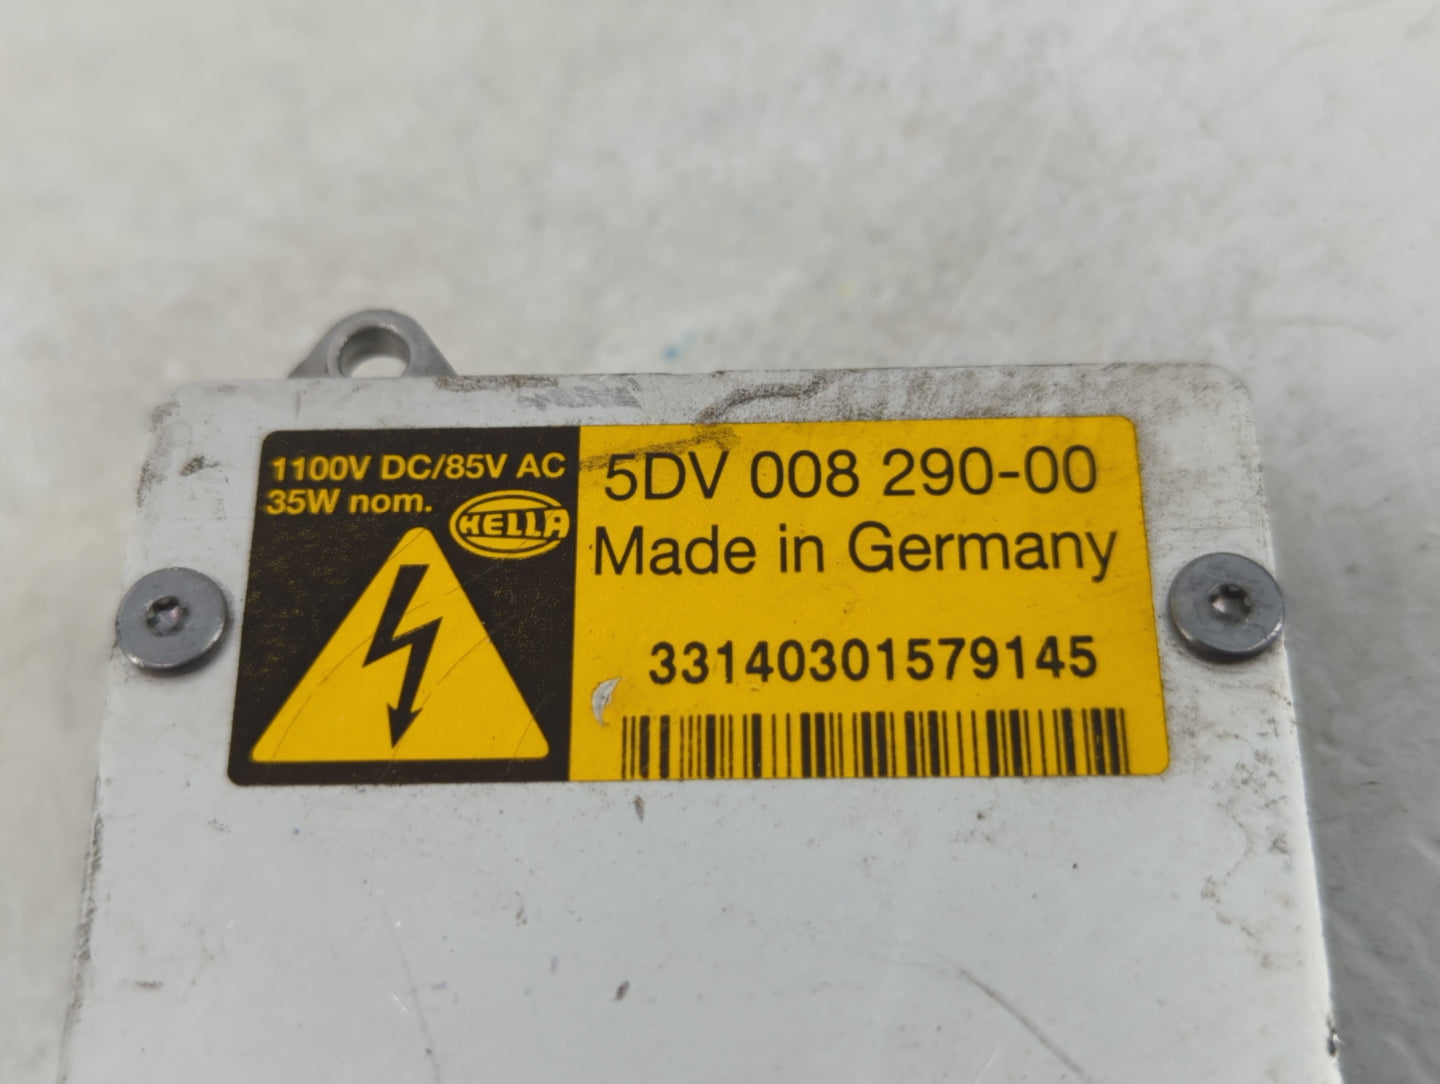 1100V DC/85V AC
35W nom.
HELLA
5DV 008 290-00
Made in Germany
33140301579145